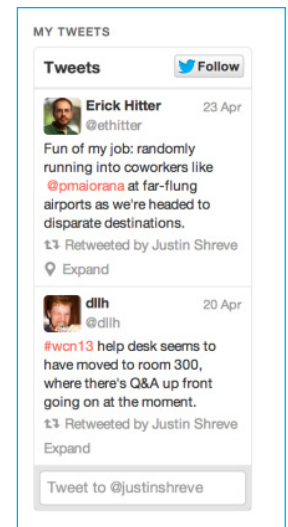 MY TWEETS
Tweets
Follow
Erick Hitter 23 Apr
@ethitter
Fun of my job: randomly
running into coworkers like
@pmaiorana at far-flung
airports as we're headed to
disparate destinations.
Retweeted by Justin Shreve
Expand
dllh 20 Apr
@dllh
#wcn13 help desk seems to
have moved to room 300,
where there's Q&A up front
going on at the moment.
Retweeted by Justin Shreve
Expand
Tweet to @justinshreve